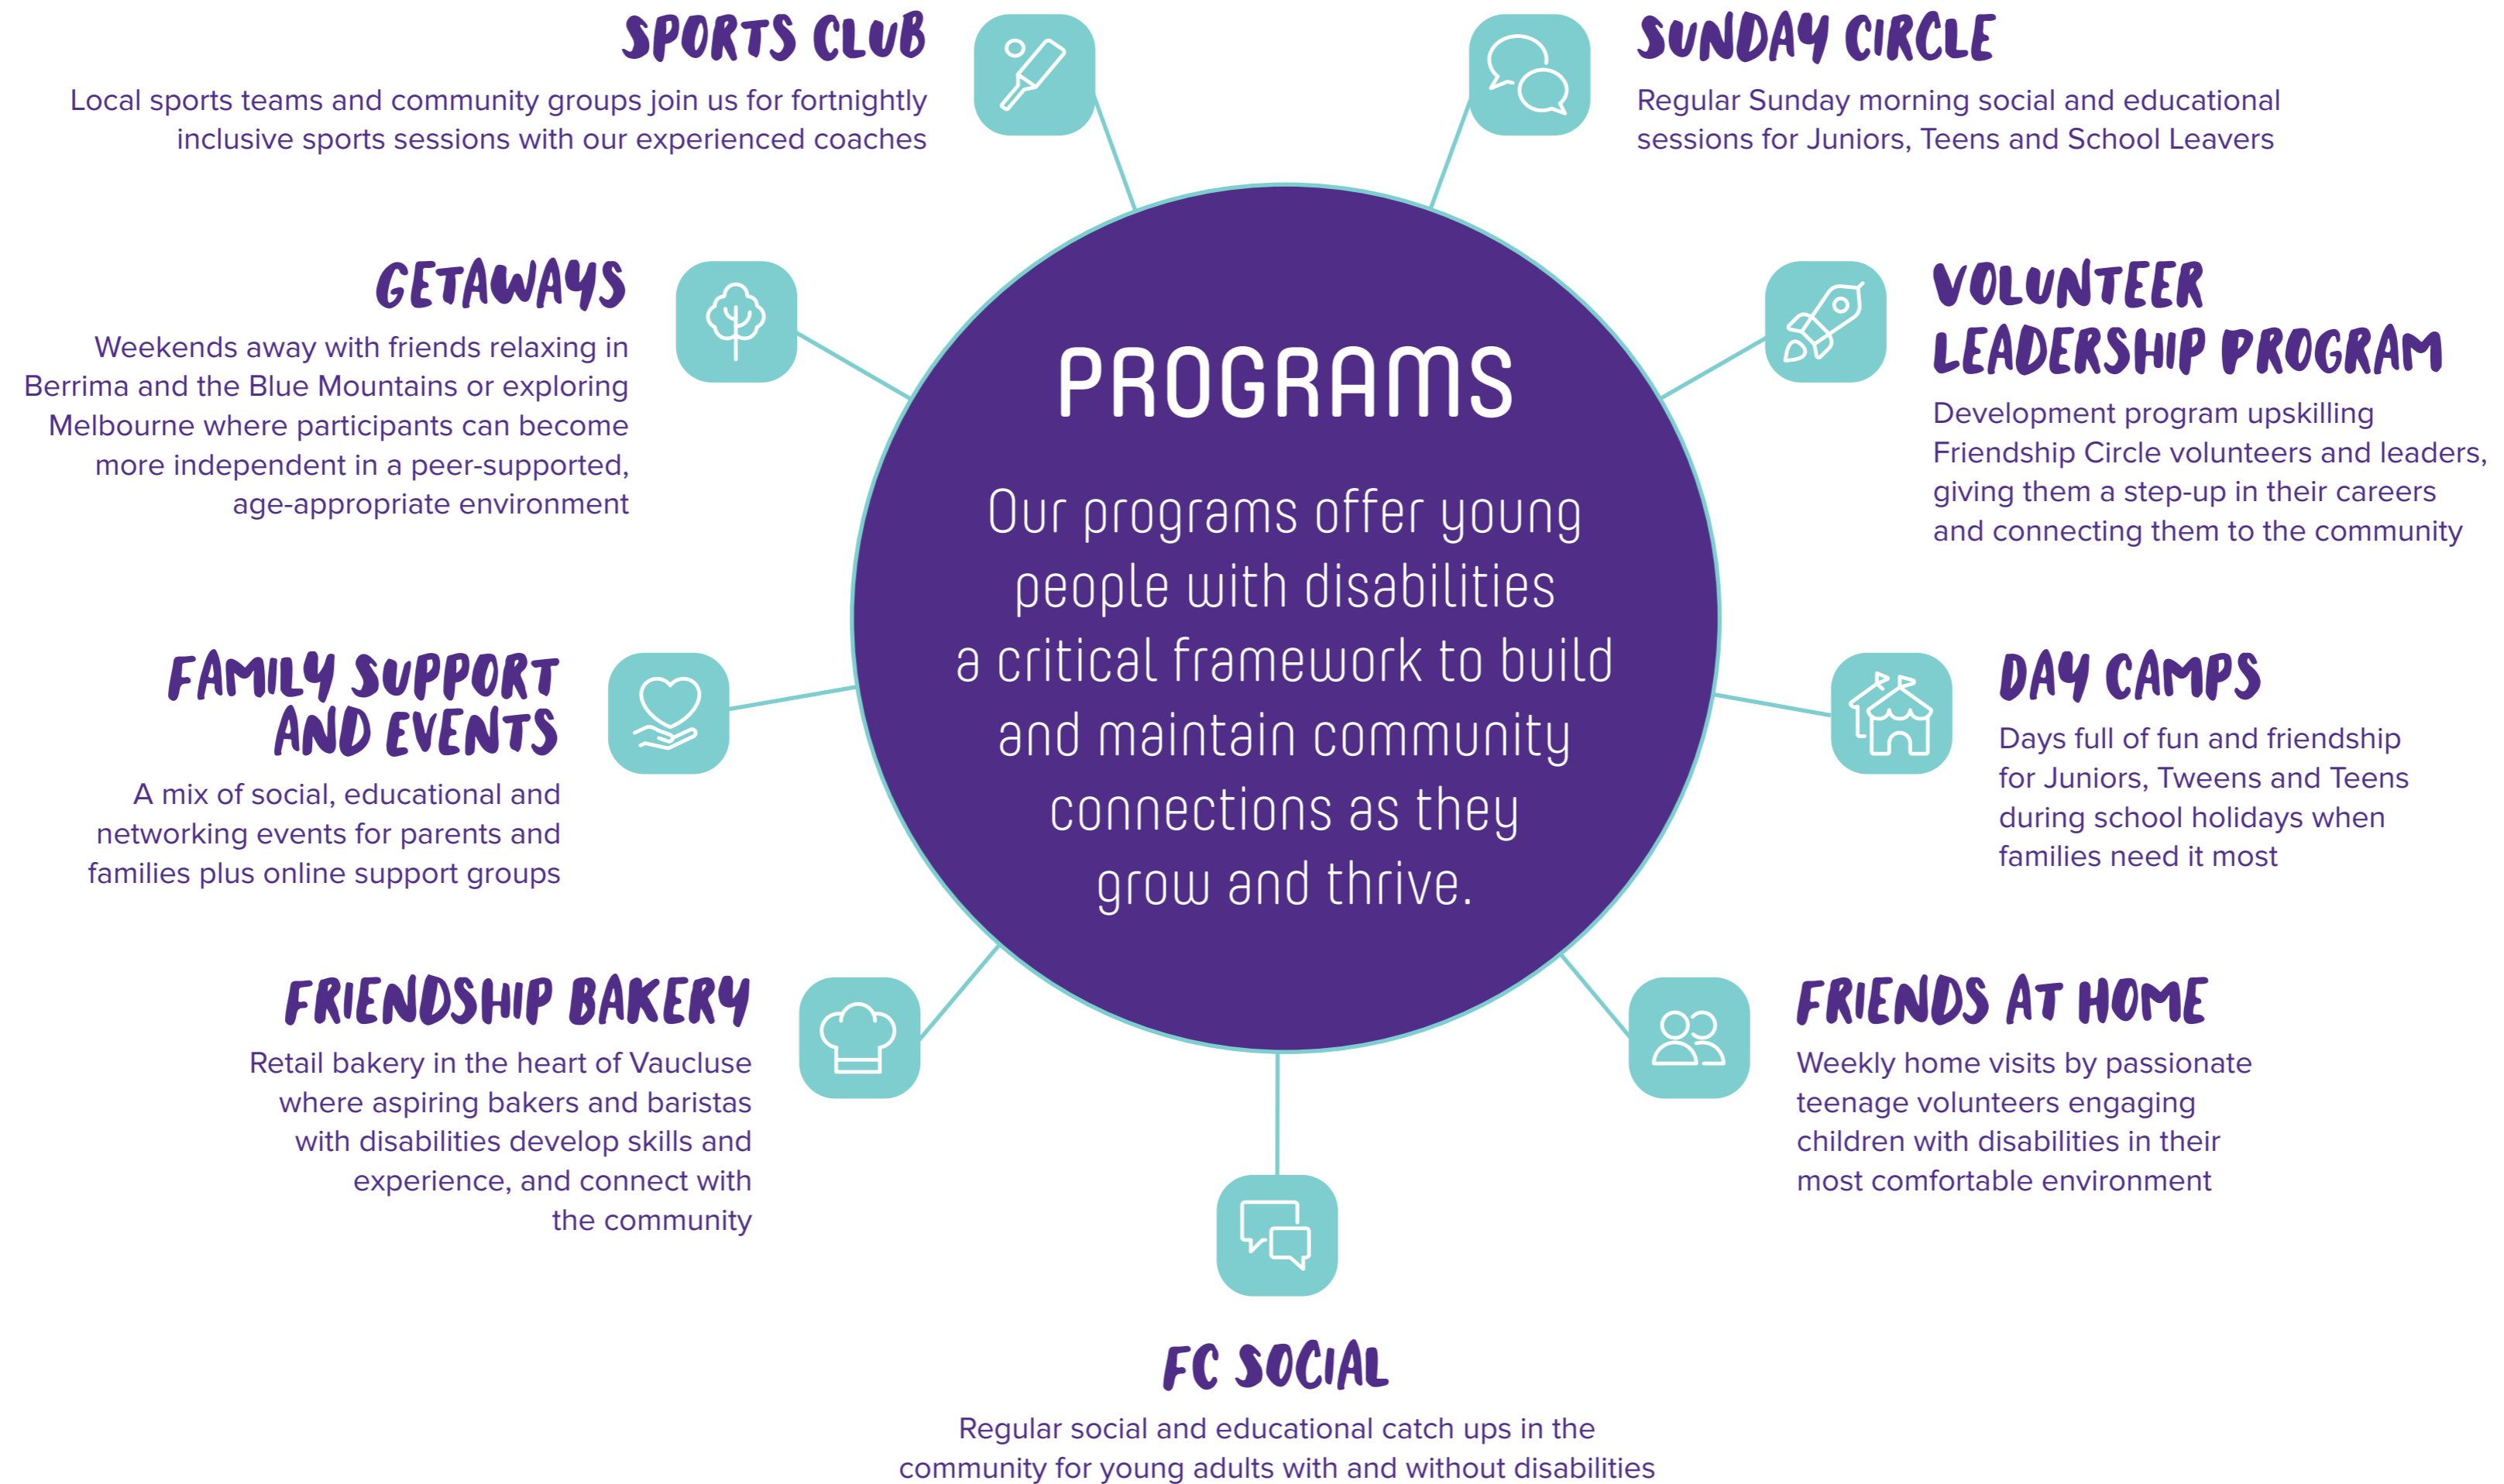 SPORTS CLUB
Local sports teams and community groups join us for fortnightly
inclusive sports sessions with our experienced coaches
SUNDAY CIRCLE
Regular Sunday morning social and educational
sessions for Juniors, Teens and School Leavers
GETAWAYS
Weekends away with friends relaxing in
Berrima and the Blue Mountains or exploring
Melbourne where participants can become
more independent in a peer-supported,
age-appropriate environment
VOLUNTEER
LEADERSHIP PROGRAM
Development program upskilling
Friendship Circle volunteers and leaders,
giving them a step-up in their careers
and connecting them to the community
PROGRAMS
Our programs offer young
people with disabilities
a critical framework to build
and maintain community
connections as they
grow and thrive.
FAMILY SUPPORT
AND EVENTS
A mix of social, educational and
networking events for parents and
families plus online support groups
DAY CAMPS
Days full of fun and friendship
for Juniors, Tweens and Teens
during school holidays when
families need it most
FRIENDSHIP BAKERY
Retail bakery in the heart of Vaucluse
where aspiring bakers and baristas
with disabilities develop skills and
experience, and connect with
the community
FRIENDS AT HOME
Weekly home visits by passionate
teenage volunteers engaging
children with disabilities in their
most comfortable environment
FC SOCIAL
Regular social and educational catch ups in the
community for young adults with and without disabilities